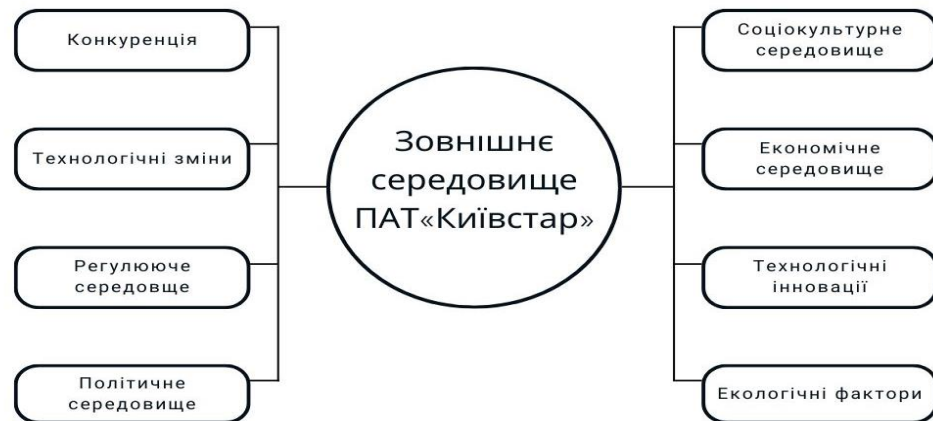 Конкуренція
Технологічні зміни
Регулююче
середовще
Політичне
середовище
Зовнішнє
середовище
ПАТ«Київстар»
Соціокультурне
середовище
Економічне
середовище
Технологічні
інновації
Екологічні фактори